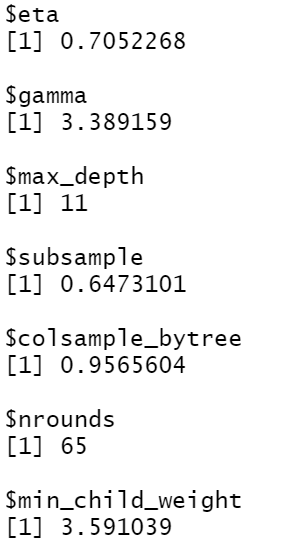 $eta
[1] 0.7052268
$gamma
[1] 3.389159
$max_depth
[1] 11
$subsample
[1] 0.6473101
$colsample_bytree
[1] 0.9565604
$nrounds
[1] 65
$min_child_weight
[1] 3.591039